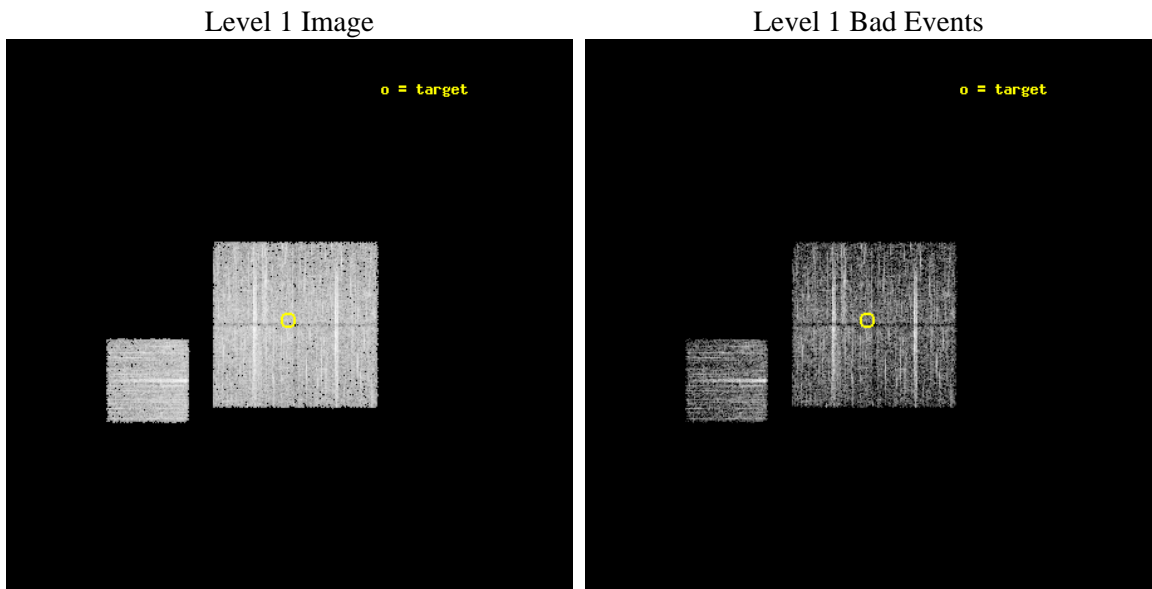 Level 1 Image
Level 1 Bad Events
o = target
o = target